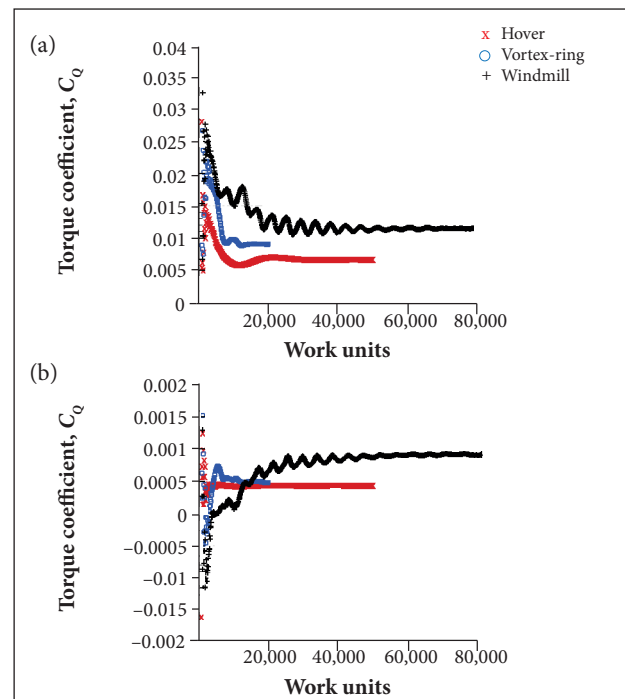 (a)
x Hover
Vortex-ring
+ Windmill
Torque coefficient, CQ
0.04
0.035
0.03
0.025
0.02
0.015
0.01
0.005
0
20,000 40,000 60,000 80,000
Work units
(b)
Torque coefficient, CQ
0.002
0.0015
0.001
0.0005
0
−0.0005
−0.01
−0.015
−0.002
20,000 40,000 60,000 80,000
Work units